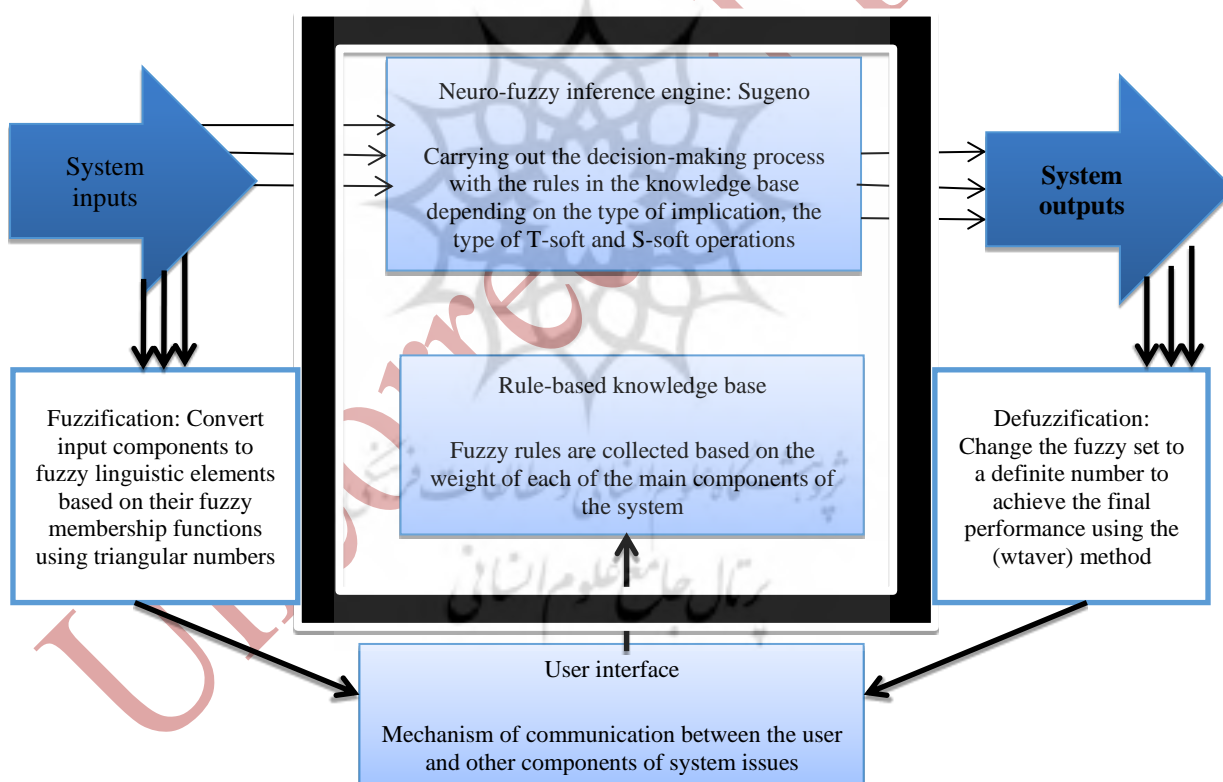 System
inputs
Neuro-fuzzy inference engine: Sugeno
Carrying out the decision-making process
with the rules in the knowledge base
depending on the type of implication, the
type of T-soft and S-soft operations
System
outputs
Fuzzification: Convert
input components to
fuzzy linguistic elements
based on their fuzzy
membership functions
using triangular numbers
Rule-based knowledge base
Fuzzy rules are collected based on the
weight of each of the main components of
the system
Defuzzification:
Change the fuzzy set to
a definite number to
achieve the final
performance using the
(wtaver) method
پرتال جامع علوم انسانی
User interface
Mechanism of communication between the user
and other components of system issues